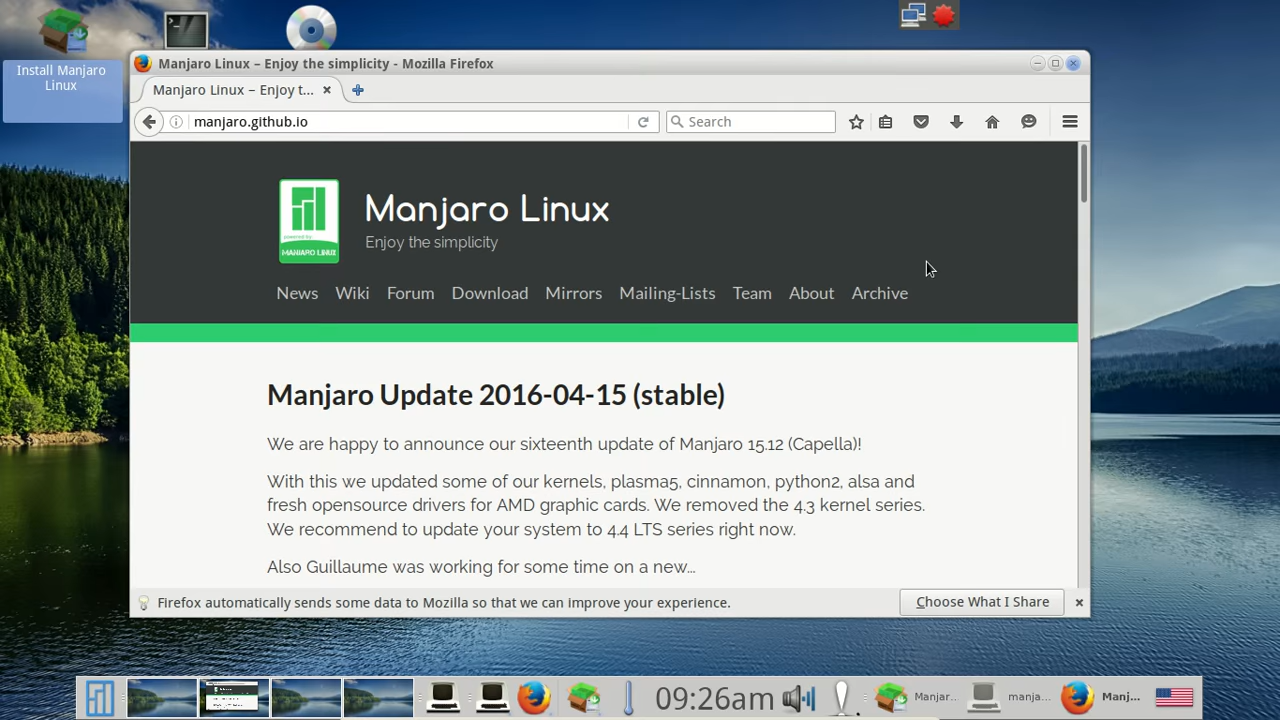 Install Manjaro
Linux
Manjaro Linux – Enjoy the simplicity - Mozilla Firefox
Manjaro Linux – Enjoy t...
manjaro.github.io
Search
powered by
MANJARO LINUX
Manjaro Linux
Enjoy the simplicity
News Wiki Forum Download Mirrors Mailing-Lists Team About Archive
Manjaro Update 2016-04-15 (stable)
We are happy to announce our sixteenth update of Manjaro 15.12 (Capella)!
With this we updated some of our kernels, plasma5, cinnamon, python2, alsa and
fresh opensource drivers for AMD graphic cards. We removed the 4.3 kernel series.
We recommend to update your system to 4.4 LTS series right now.
Also Guillaume was working for some time on a new...
Firefox automatically sends some data to Mozilla so that we can improve your experience.
Choose What I Share
09:26am
Manjar...
manja...
Manj...